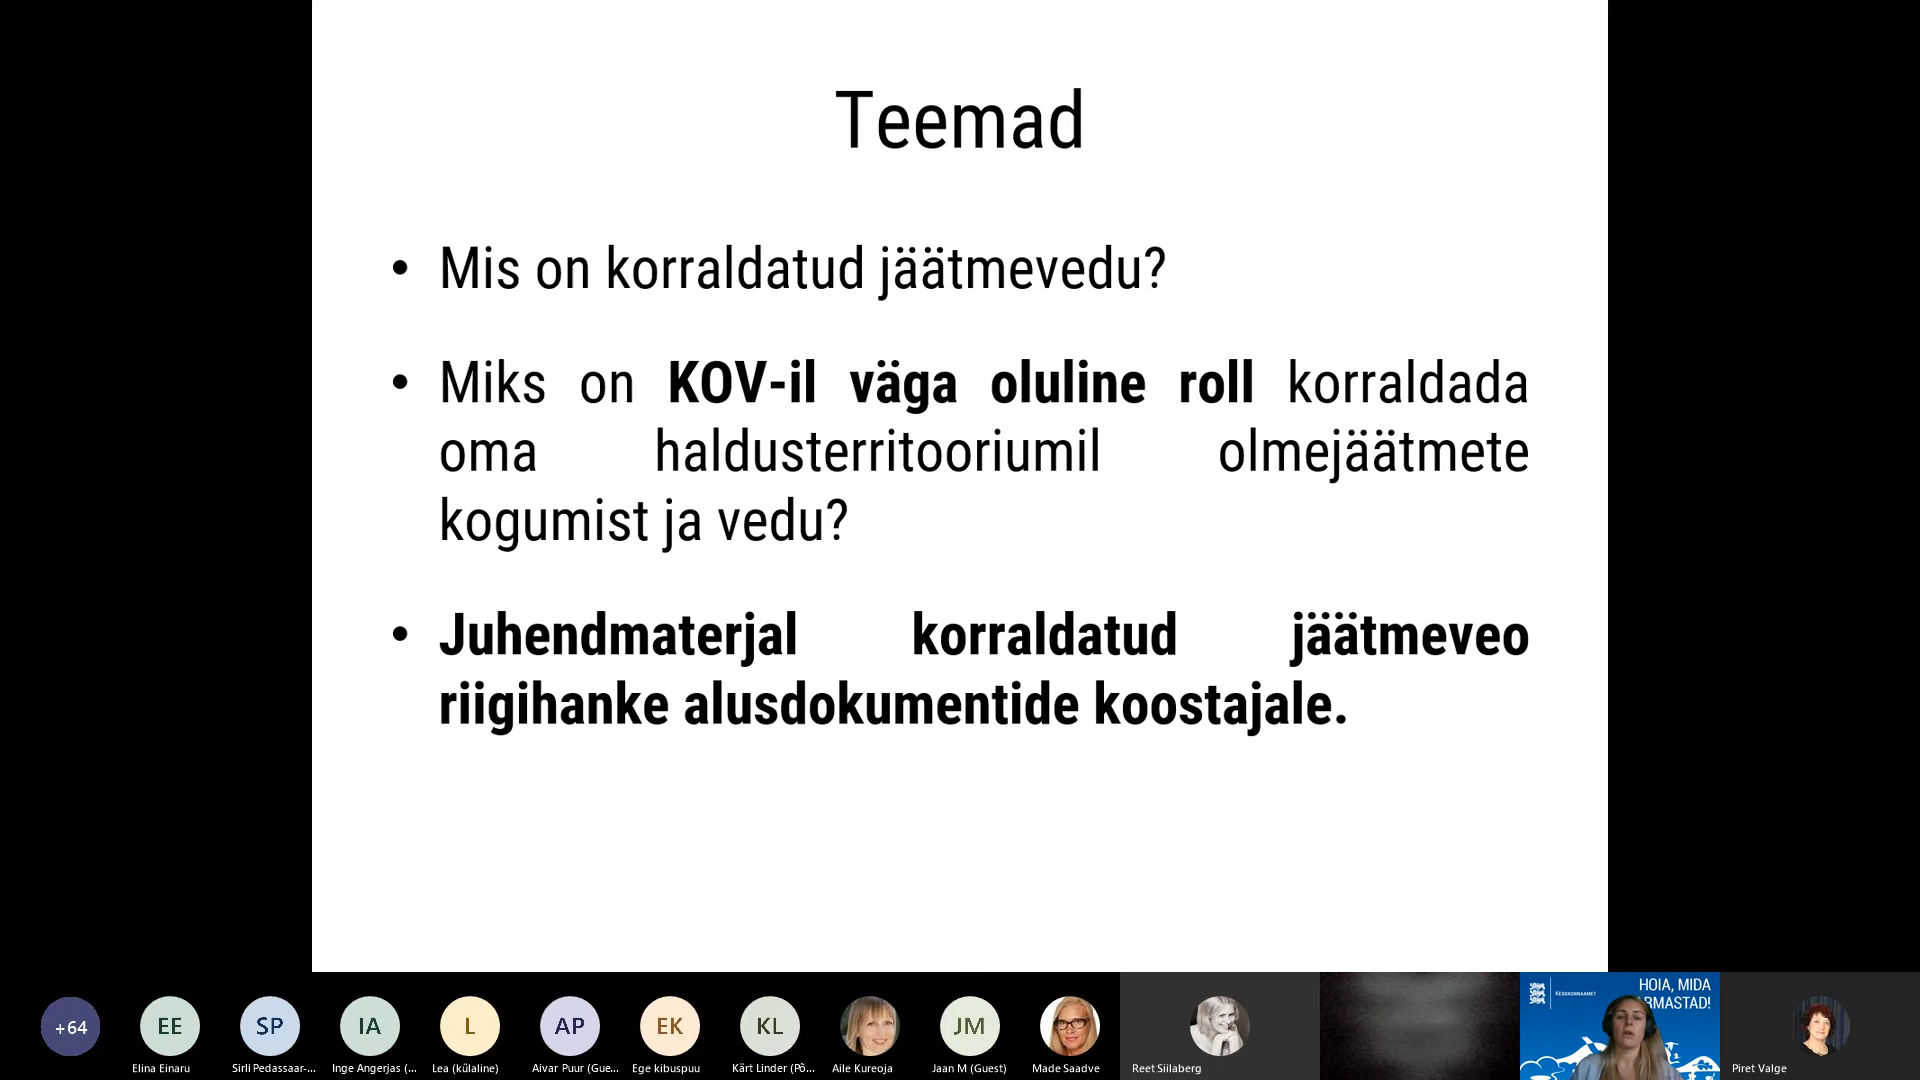 Teemad
• Mis on korraldatud jäätmevedu?
• Miks on KOV-il väga oluline roll korraldada
oma haldusterritooriumil olmejäätmete
kogumist ja vedu?
• Juhendmaterjal korraldatud jäätmeveo
riigihanke alusdokumentide koostajale.
+64
EE
SP
IA
L
AP
EK
KL
JM
KESKKONNAAMET
HOIA, MIDA
ARMASTAD!
Elina Einaru
Sirli Pedassaar-...
Inge Angerjas (...
Lea (külaline)
Aivar Puur (Gue...
Ege kibuspuu
Kärt Linder (Põ...
Aile Kureoja
Jaan M (Guest)
Made Saadve
Reet Siilaberg
Piret Valge